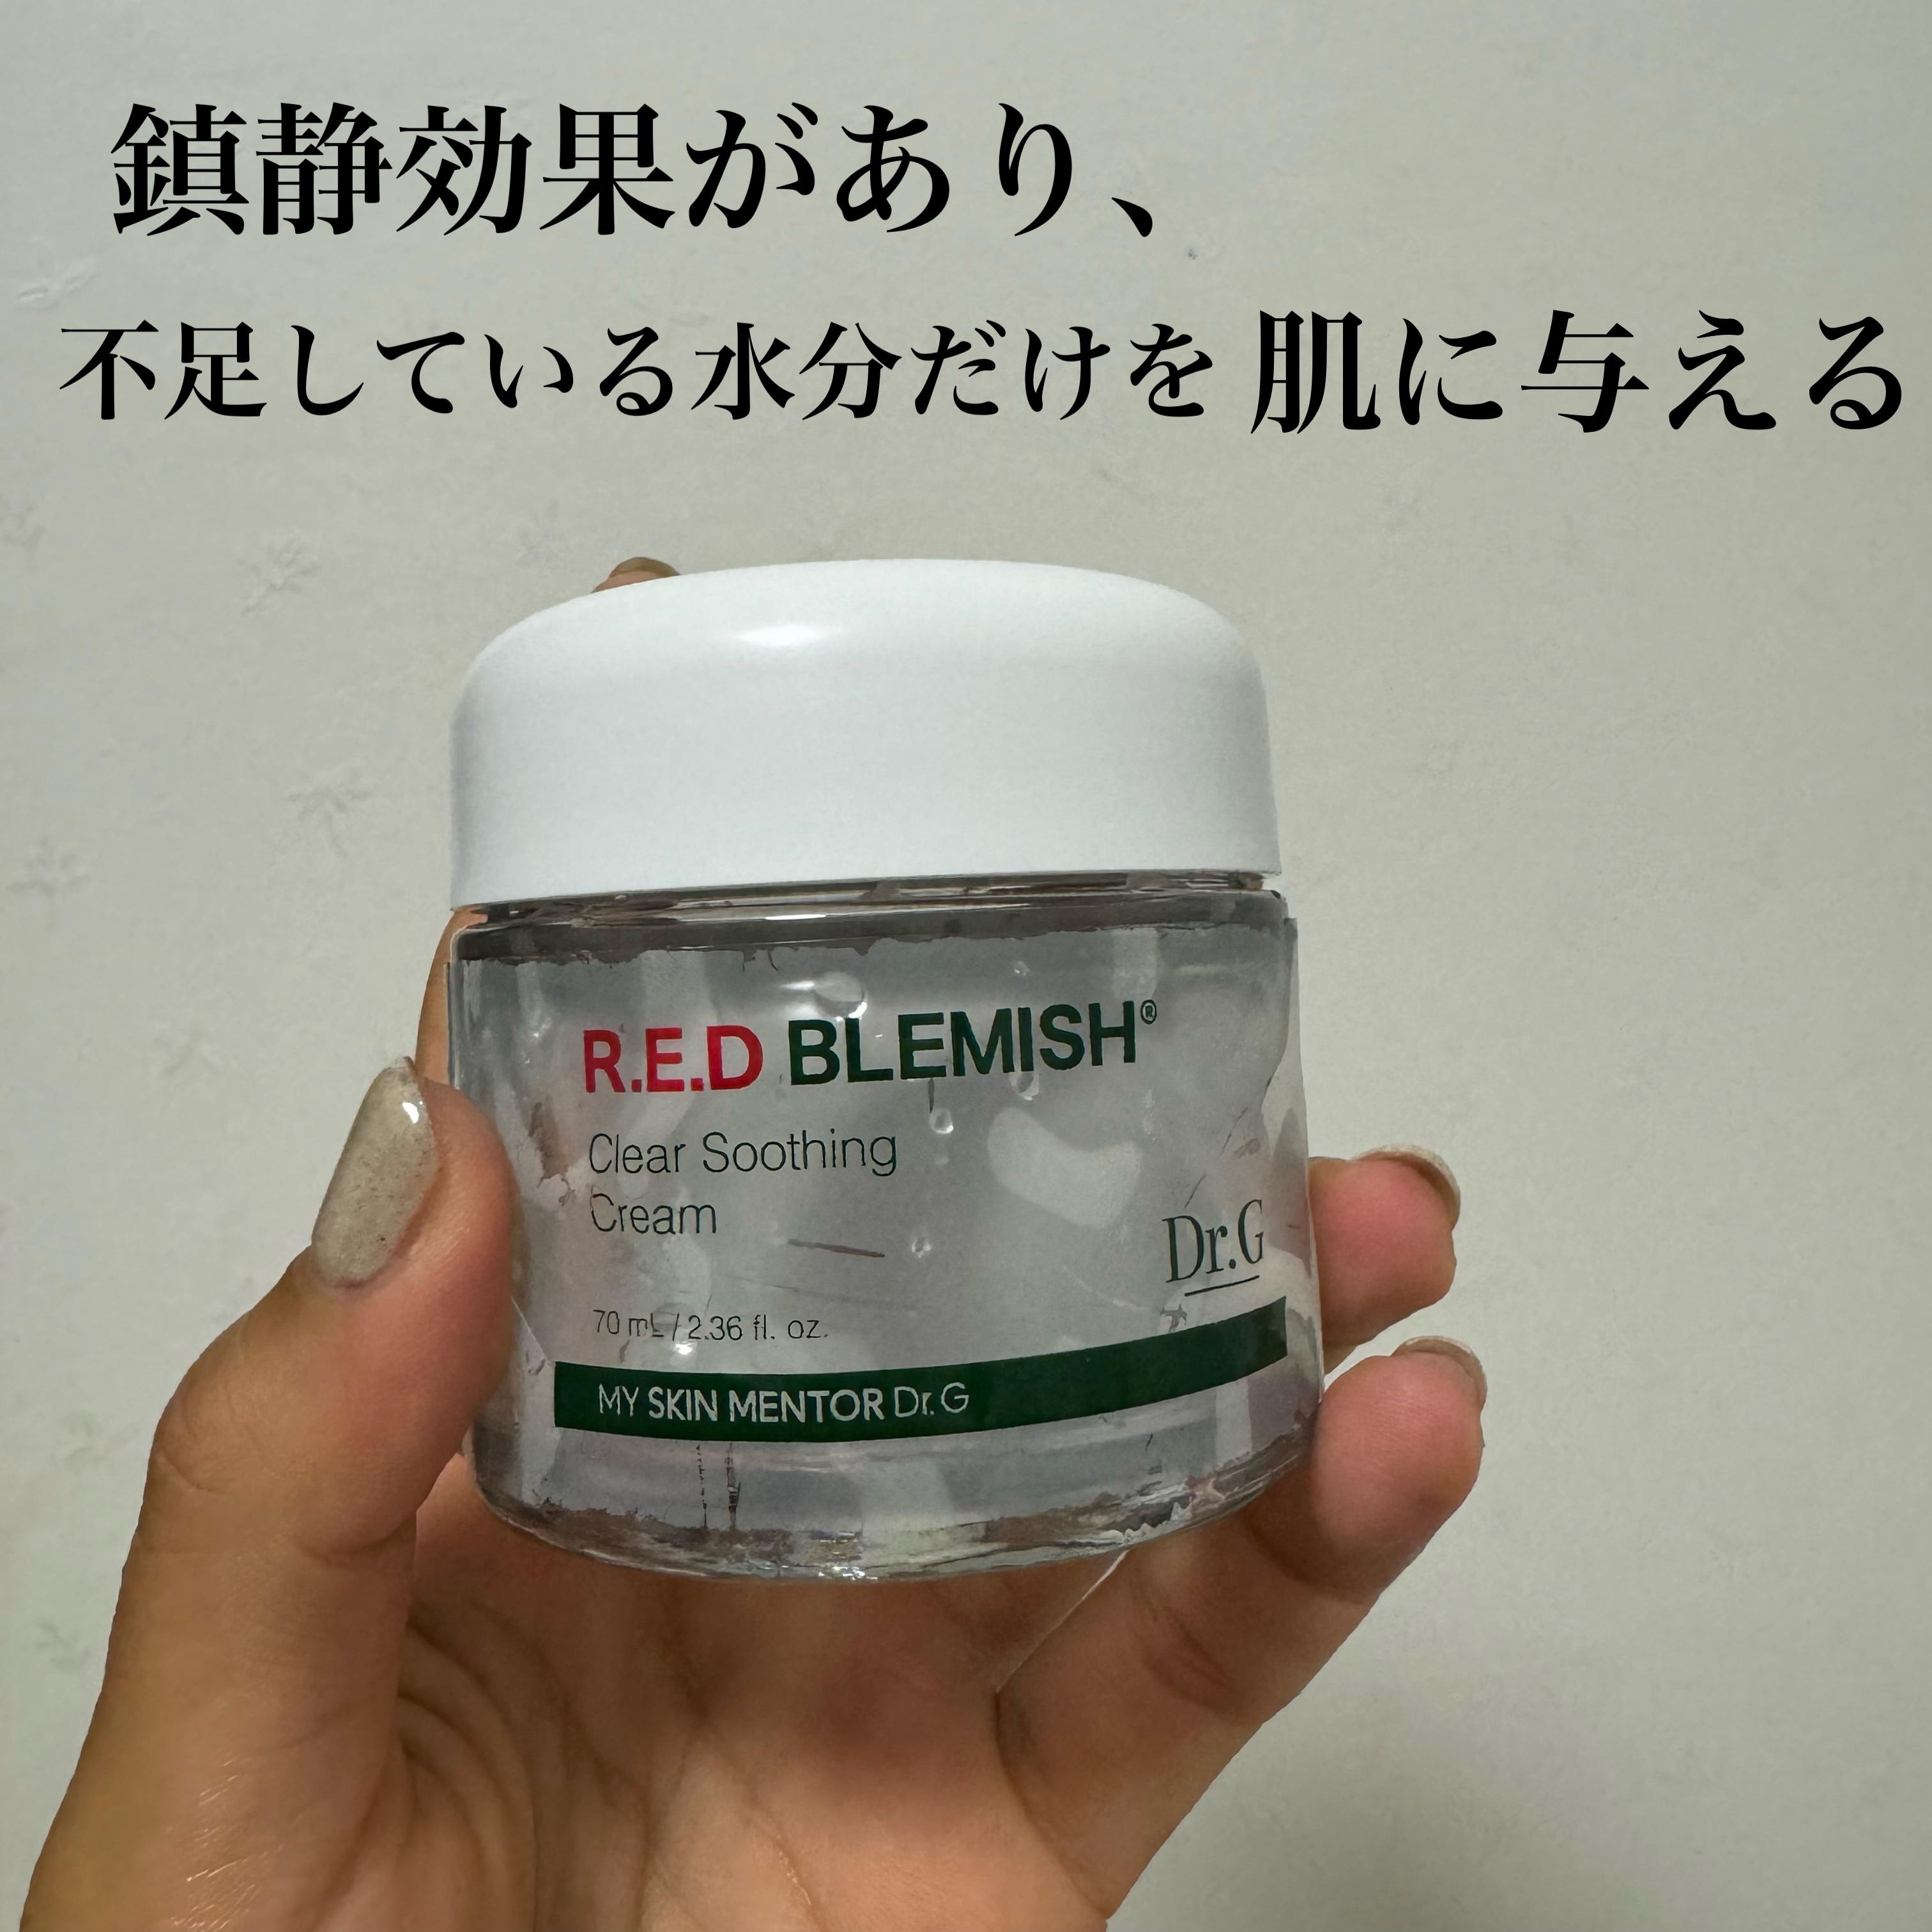 鎮静効果があり、
不足している水分だけを 肌に与える
R.E.D BLEMISH®
Clear Soothing
Cream
Dr.G
70 mL / 2.36 fl. oz.
MY SKIN MENTOR Dr.G